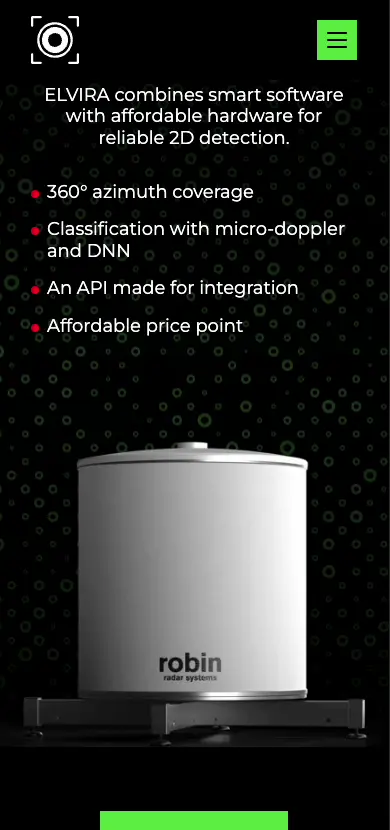 ELVIRA combines smart software
with affordable hardware for
reliable 2D detection.
360° azimuth coverage
Classification with micro-doppler
and DNN
An API made for integration
Affordable price point
robin
radar systems